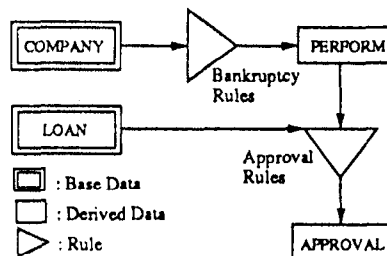 COMPANY
PERFORM
Bankruptcy
Rules
LOAN
Approval
Rules
: Base Data
: Derived Data
: Rule
APPROVAL